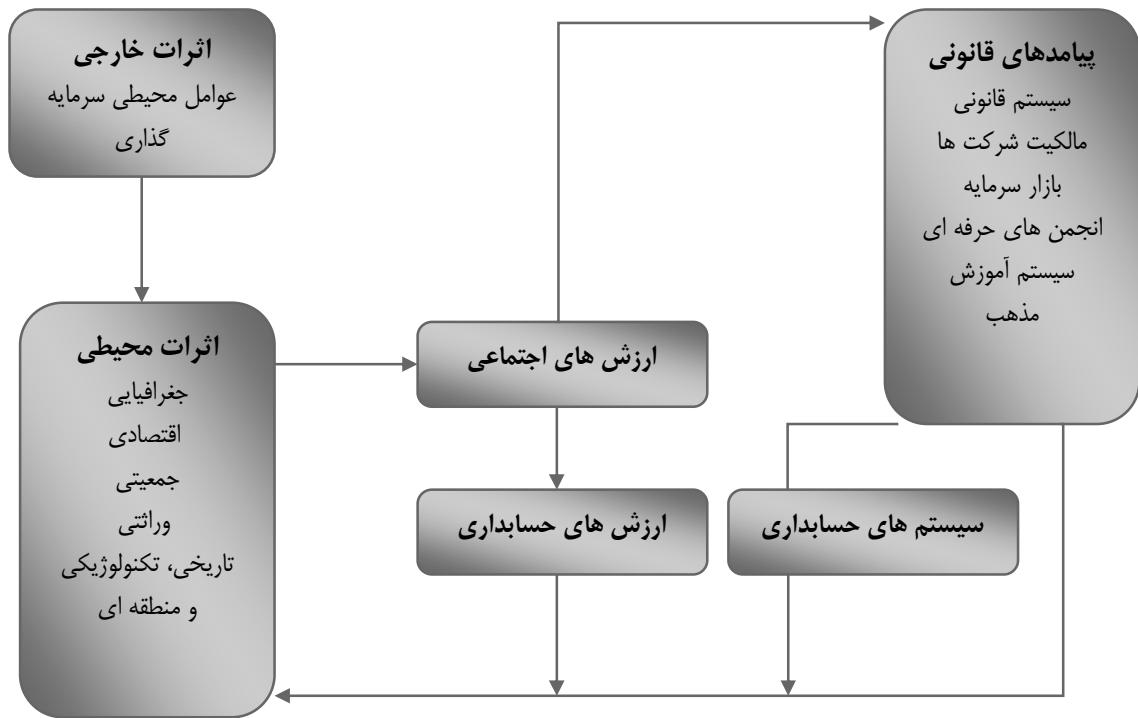 اثرات خارجی
عوامل محیطی سرمایه
گذاری
پیامدهای قانونی
سیستم قانونی
مالکیت شرکت ها
بازار سرمایه
انجمن های حرفه ای
سیستم آموزش
مذهب
اثرات محیطی
جغرافیایی
اقتصادی
جمعیتی
وراثتی
تاریخی، تکنولوژیکی
و منطقه ای
ارزش های اجتماعی
ارزش های حسابداری
سیستم های حسابداری